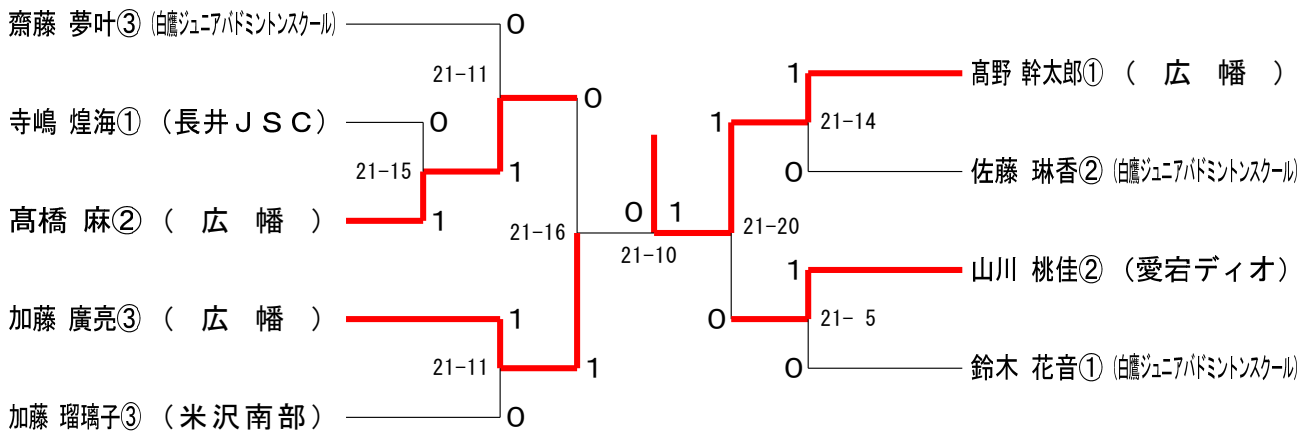 齋藤 夢叶③ (白鷹ジュニアバドミントンスクール)
0
21-11
0
寺嶋 煌海① (長井JSC)
0
21-15
1
髙橋 麻② ( 広 幡 )
1
21-16
加藤 廣亮③ ( 広 幡 )
1
21-11
1
加藤 瑠璃子③ (米沢南部)
0
0 1
21-10
1
髙野 幹太郎① ( 広 幡 )
1
21-14
0
佐藤 琳香② (白鷹ジュニアバドミントンスクール)
21-20
1
山川 桃佳② (愛宕ディオ)
0
21- 5
0
鈴木 花音① (白鷹ジュニアバドミントンスクール)